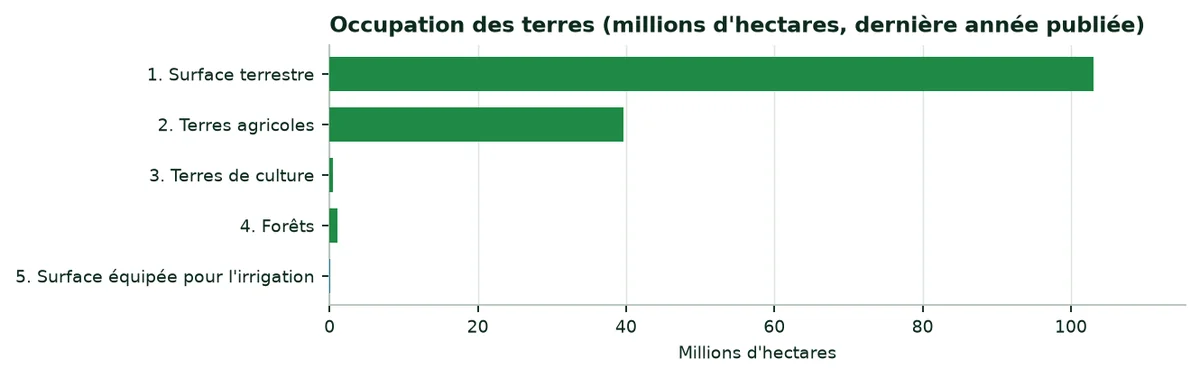 Occupation des terres (millions d'hectares, dernière année publiée)
1. Surface terrestre
2. Terres agricoles
3. Terres de culture
4. Forêts
5. Surface équipée pour l'irrigation
0 20 40 60 80 100
Millions d'hectares